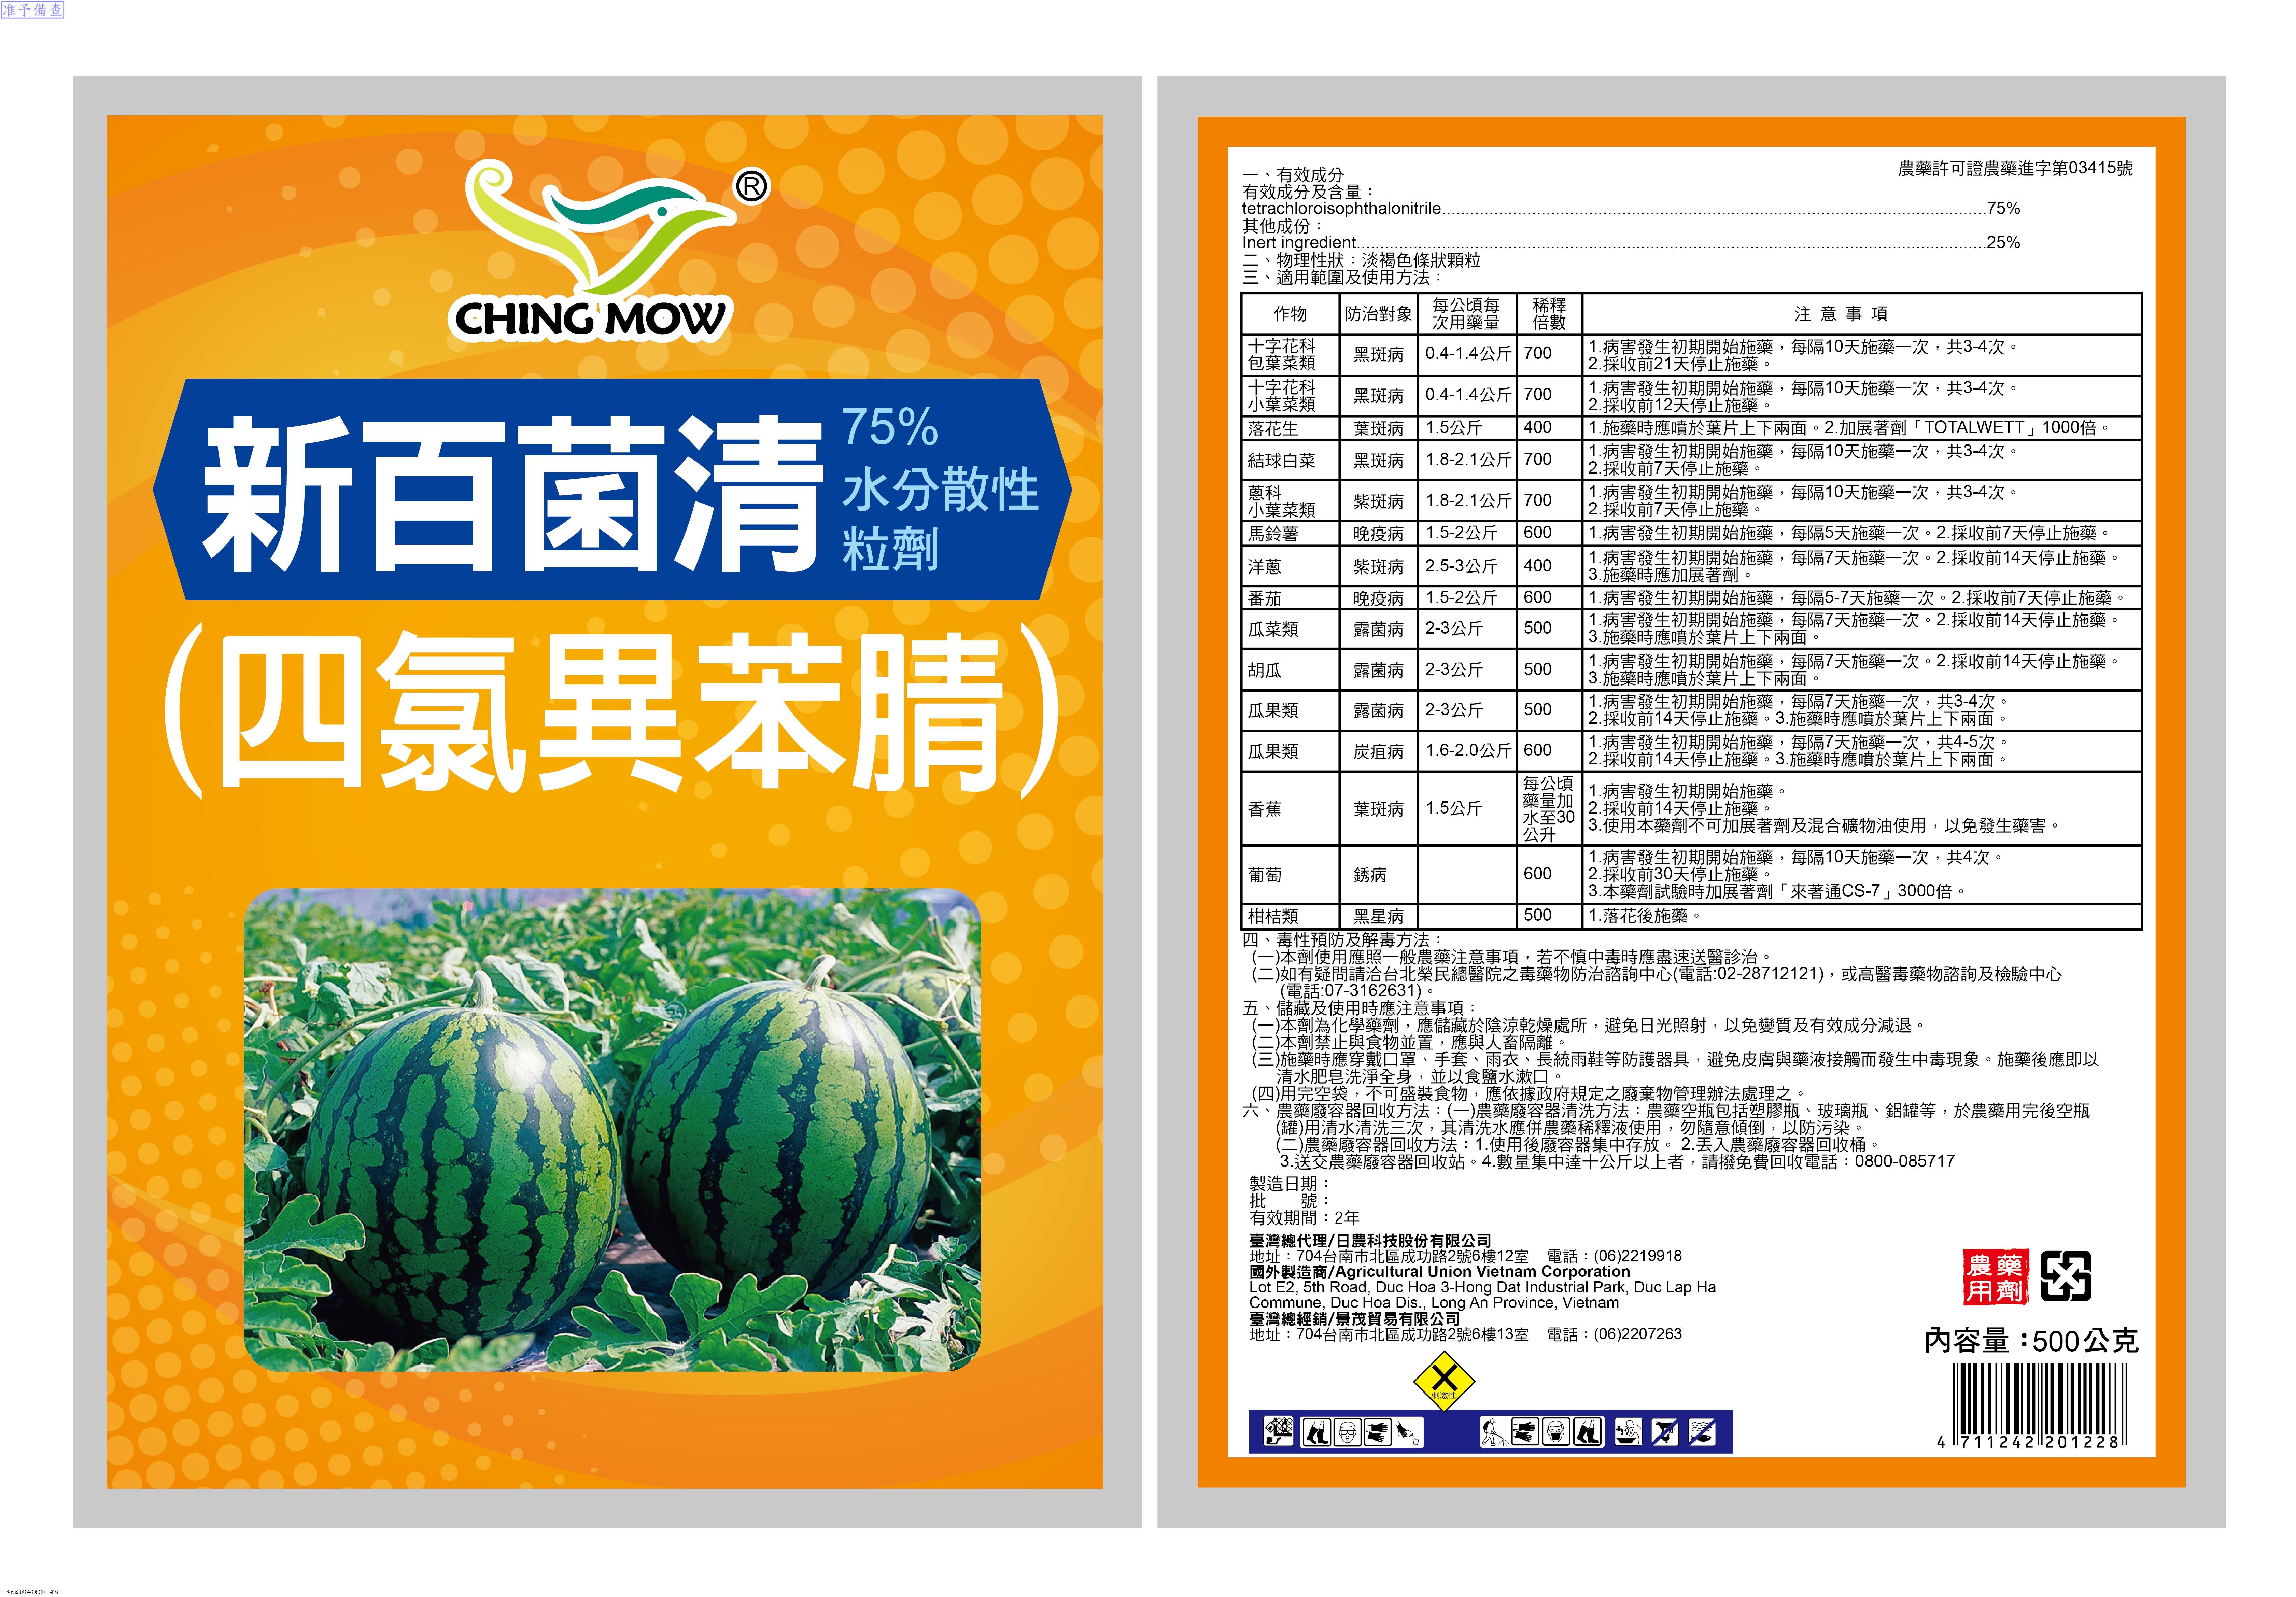 准予備查
CHING MOW
®
新百菌清
75%
水分散性
粒劑
(四氯異苯腈)
農藥許可證農藥進字第03415號
一、有效成分
有效成分及含量：
tetrachloroisophthalonitrile....................75%
其他成份：
Inert ingredient....................25%
二、物理性狀：淡褐色條狀顆粒
三、適用範圍及使用方法：
作物 防治對象 每公頃每次用藥量 稀釋倍數 注意事項
十字花科包葉菜類 黑斑病 0.4-1.4公斤 700 1.病害發生初期開始施藥，每隔10天施藥一次，共3-4次。
2.採收前21天停止施藥。
十字花科小葉菜類 黑斑病 0.4-1.4公斤 700 1.病害發生初期開始施藥，每隔10天施藥一次，共3-4次。
2.採收前12天停止施藥。
落花生 葉斑病 1.5公斤 400 1.施藥時應噴於葉片上下兩面。2.加展著劑「TOTALWETT」1000倍。
結球白菜 黑斑病 1.8-2.1公斤 700 1.病害發生初期開始施藥，每隔10天施藥一次，共3-4次。
2.採收前7天停止施藥。
蔥科小葉菜類 紫斑病 1.8-2.1公斤 700 1.病害發生初期開始施藥，每隔10天施藥一次，共3-4次。
2.採收前7天停止施藥。
馬鈴薯 晚疫病 1.5-2公斤 600 1.病害發生初期開始施藥，每隔5天施藥一次。2.採收前7天停止施藥。
洋蔥 紫斑病 2.5-3公斤 400 1.病害發生初期開始施藥，每隔7天施藥一次。2.採收前14天停止施藥。
3.施藥時應加展著劑。
番茄 晚疫病 1.5-2公斤 600 1.病害發生初期開始施藥，每隔5-7天施藥一次。2.採收前7天停止施藥。
瓜菜類 露菌病 2-3公斤 500 1.病害發生初期開始施藥，每隔7天施藥一次。2.採收前14天停止施藥。
3.施藥時應噴於葉片上下兩面。
胡瓜 露菌病 2-3公斤 500 1.病害發生初期開始施藥，每隔7天施藥一次。2.採收前14天停止施藥。
3.施藥時應噴於葉片上下兩面。
瓜果類 露菌病 2-3公斤 500 1.病害發生初期開始施藥，每隔7天施藥一次，共3-4次。
2.採收前14天停止施藥。3.施藥時應噴於葉片上下兩面。
瓜果類 炭疽病 1.6-2.0公斤 600 1.病害發生初期開始施藥，每隔7天施藥一次，共4-5次。
2.採收前14天停止施藥。3.施藥時應噴於葉片上下兩面。
香蕉 葉斑病 1.5公斤 每公頃藥量加水至30公升 1.病害發生初期開始施藥。
2.採收前14天停止施藥。
3.使用本藥劑不可加展著劑及混合礦物油使用，以免發生藥害。
葡萄 銹病 600 1.病害發生初期開始施藥，每隔10天施藥一次，共4次。
2.採收前30天停止施藥。
3.本藥劑試驗時加展著劑「來著通CS-7」3000倍。
柑桔類 黑星病 500 1.落花後施藥。
四、毒性預防及解毒方法：
(一)本劑使用應照一般農藥注意事項，若不慎中毒時應盡速送醫診治。
(二)如有疑問請洽台北榮民總醫院之毒藥物防治諮詢中心(電話:02-28712121)，或高醫毒藥物諮詢及檢驗中心
(電話:07-3162631)。
五、儲藏及使用時應注意事項：
(一)本劑為化學藥劑，應儲藏於陰涼乾燥處所，避免日光照射，以免變質及有效成分減退。
(二)本劑禁止與食物並置，應與人畜隔離。
(三)施藥時應穿戴口罩、手套、雨衣、長統雨鞋等防護器具，避免皮膚與藥液接觸而發生中毒現象。施藥後應即以
清水肥皂洗淨全身，並以食鹽水漱口。
(四)用完空袋，不可盛裝食物，應依據政府規定之廢棄物管理辦法處理之。
六、農藥廢容器回收方法：(一)農藥廢容器清洗方法：農藥空瓶包括塑膠瓶、玻璃瓶、鋁罐等，於農藥用完後空瓶
(罐)用清水清洗三次，其清洗水應併農藥稀釋液使用，勿隨意傾倒，以防污染。
(二)農藥廢容器回收方法：1.使用後廢容器集中存放。 2.丟入農藥廢容器回收桶。
3.送交農藥廢容器回收站。4.數量集中達十公斤以上者，請撥免費回收電話：0800-085717
製造日期：
批　號：
有效期間：2年
臺灣總代理/日農科技股份有限公司
地址：704台南市北區成功路2號6樓12室 電話：(06)2219918
國外製造商/Agricultural Union Vietnam Corporation
Lot E2, 5th Road, Duc Hoa 3-Hong Dat Industrial Park, Duc Lap Ha
Commune, Duc Hoa Dis., Long An Province, Vietnam
臺灣總經銷/景茂貿易有限公司
地址：704台南市北區成功路2號6樓13室 電話：(06)2207263
農藥
用劑
內容量：500公克
刺激性
4 711242 201228